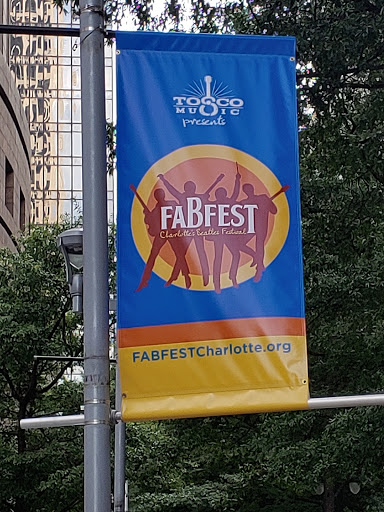 TOSCO
MUSIC
presents
FABFEST
Charlotte's Beatles Festival
FABFESTCharlotte.org